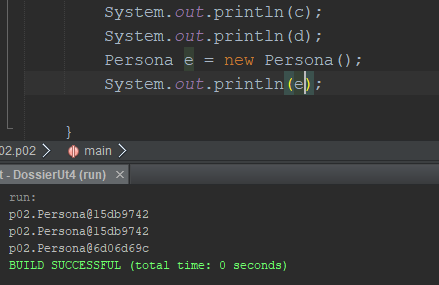 System.out.println(c);
System.out.println(d);
Persona e = new Persona();
System.out.println(e);
}
02.p02 main
t - DossierUt4 (run) ×
run:
p02.Persona@15db9742
p02.Persona@15db9742
p02.Persona@6d06d69c
BUILD SUCCESSFUL (total time: 0 seconds)